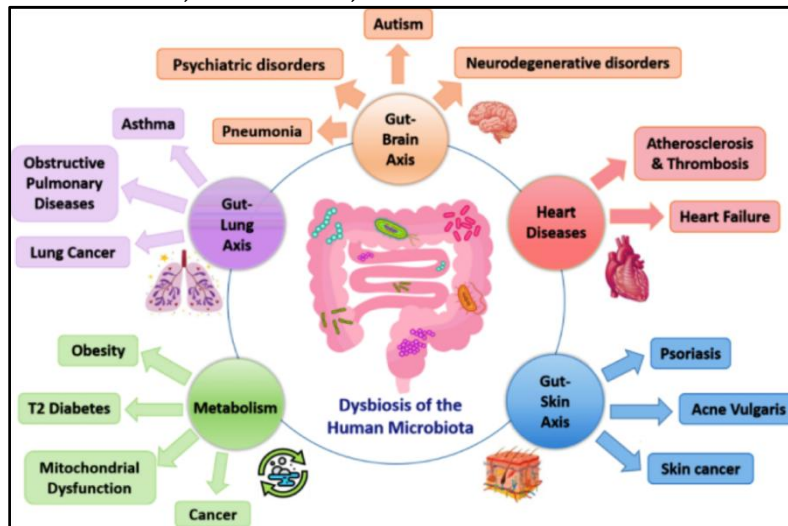 Autism
Psychiatric disorders
Neurodegenerative disorders
Pneumonia
Gut-
Brain
Axis
Asthma
Obstructive
Pulmonary
Diseases
Lung Cancer
Gut-
Lung
Axis
Atherosclerosis
& Thrombosis
Heart Failure
Heart
Diseases
Obesity
T2 Diabetes
Mitochondrial
Dysfunction
Cancer
Metabolism
Dysbiosis of the
Human Microbiota
Gut-
Skin
Axis
Psoriasis
Acne Vulgaris
Skin cancer